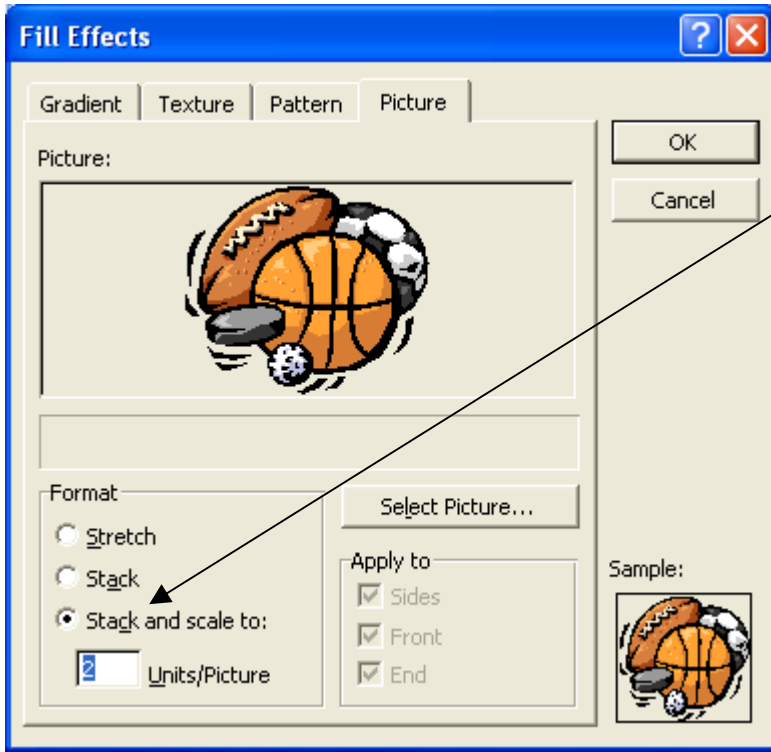 Fill Effects
Gradient Texture Pattern Picture
OK
Picture:
Cancel
Format
Select Picture...
Stretch
Apply to
Sample:
Stack
Sides
Stack and scale to:
Front
2 Units/Picture
End